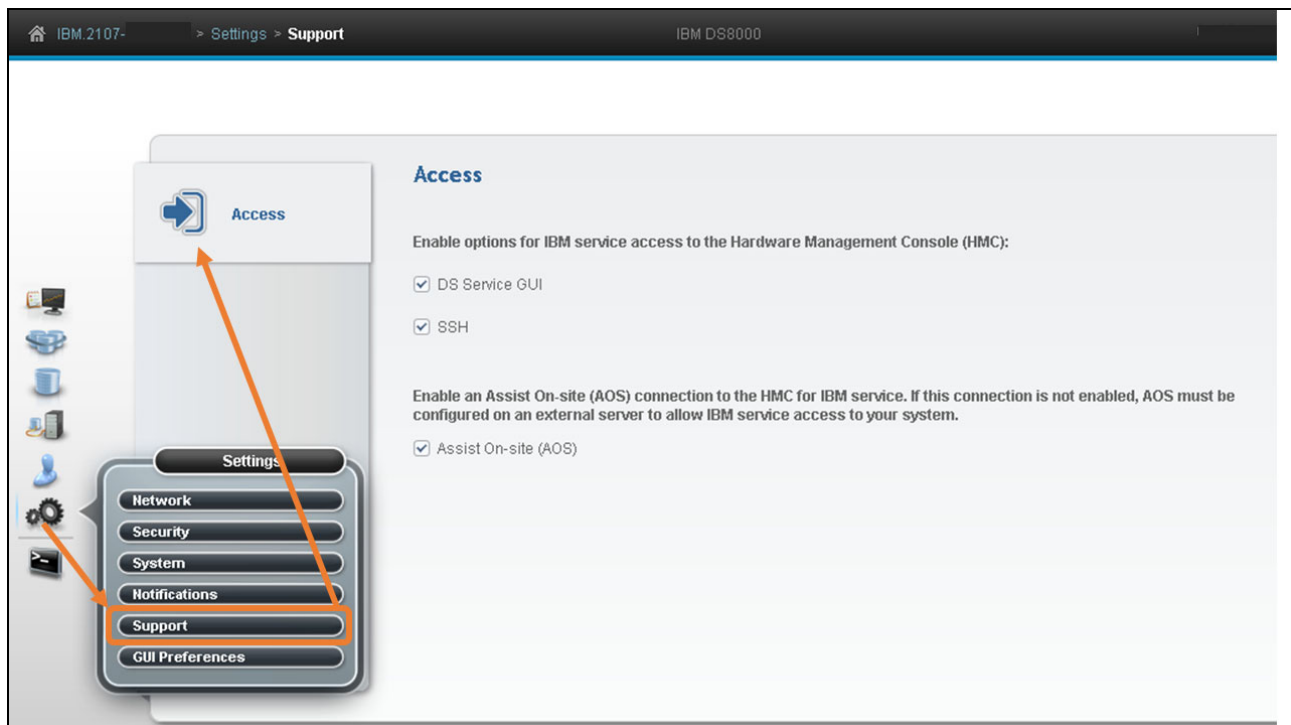 IBM.2107- > Settings > Support
IBM DS8000
Access
Access
Enable options for IBM service access to the Hardware Management Console (HMC):
DS Service GUI
SSH
Enable an Assist On-site (AOS) connection to the HMC for IBM service. If this connection is not enabled, AOS must be
configured on an external server to allow IBM service access to your system.
Assist On-site (AOS)
Settings
Network
Security
System
Notifications
Support
GUI Preferences